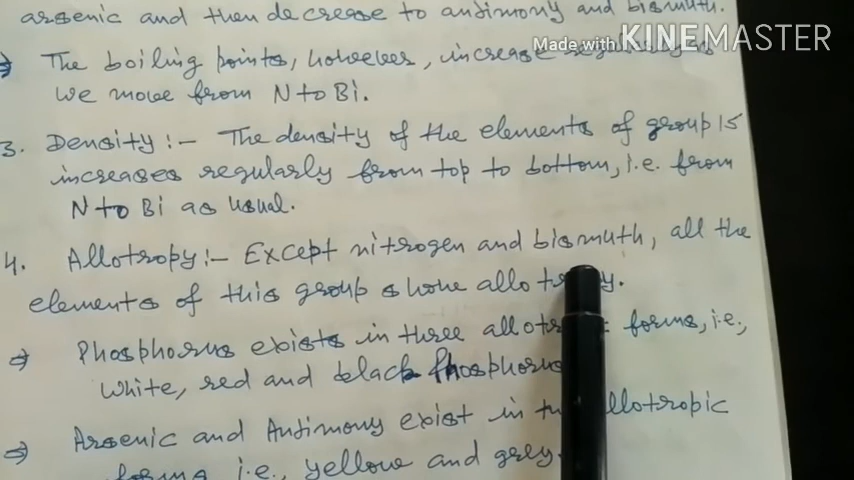 arsenic and then decrease to antimony and bismuth.
Made with KINEMASTER
⇒ The boiling points, however, increase regularly as
we move from N to Bi.
3. Density :- The density of the elements of group 15
increases regularly from top to bottom, i.e. from
N to Bi as usual.
4. Allotropy :- Except nitrogen and bismuth, all the
elements of this group show
⇒ Phosphorus exists in three forms, i.e.,
white, red and black
⇒ Arsenic and Antimony exist in allotropic
forms i.e., yellow and grey.